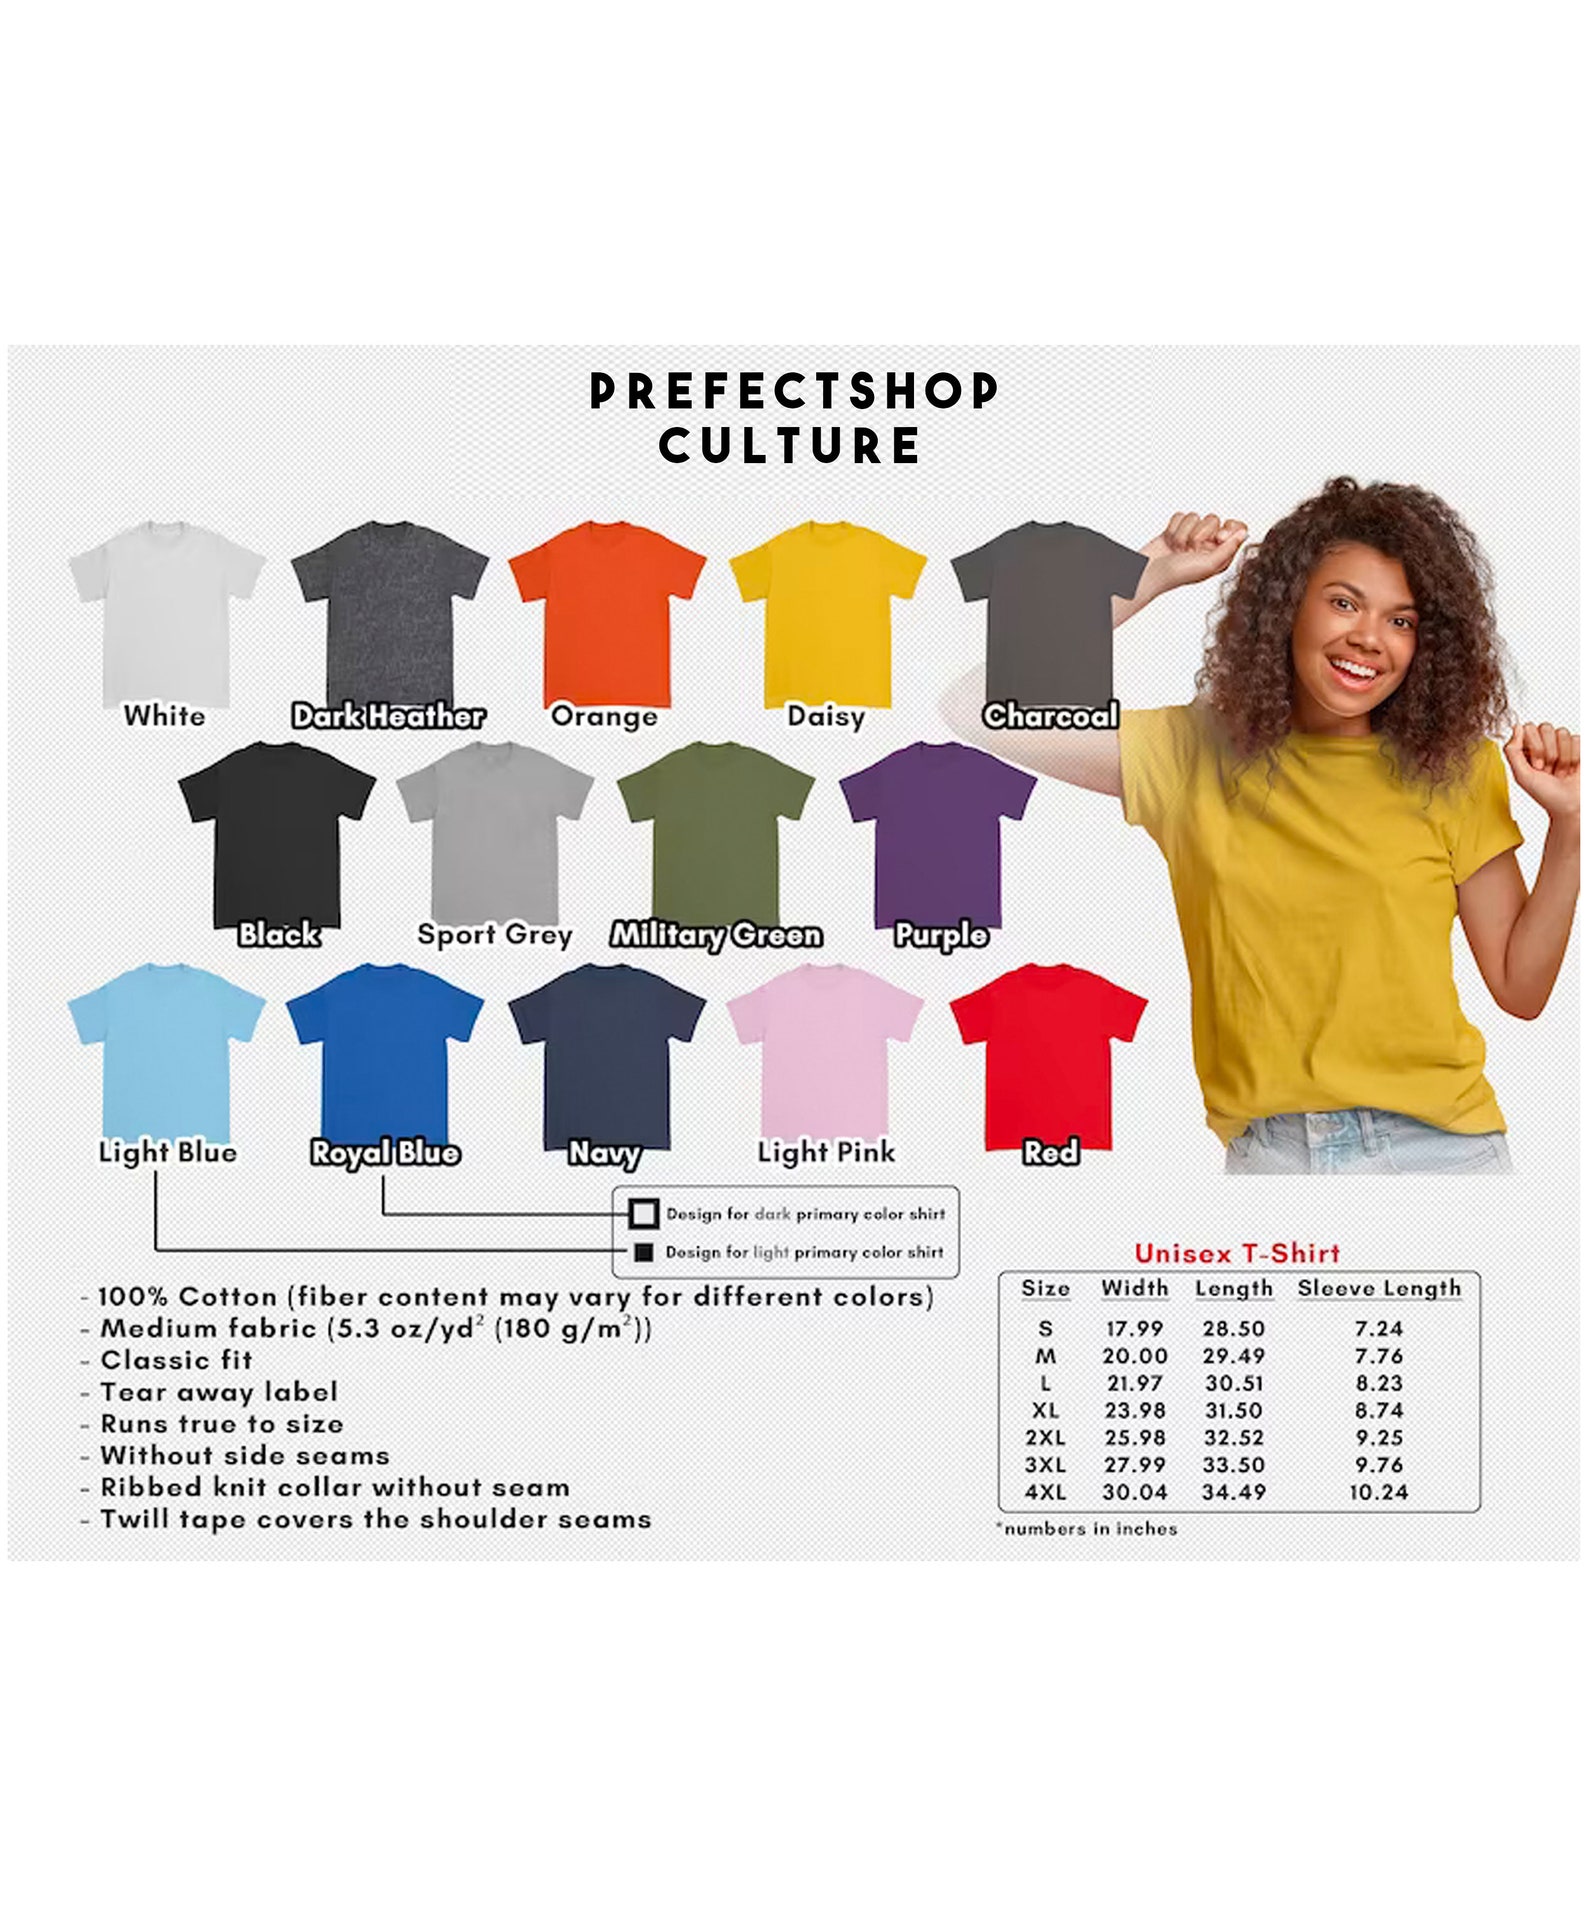 PREFECTSHOP
CULTURE
White
Dark Heather
Orange
Daisy
Charcoal
Black
Sport Grey
Military Green
Purple
Light Blue
Royal Blue
Navy
Light Pink
Red
Design for dark primary color shirt
Design for light primary color shirt
- 100% Cotton (fiber content may vary for different colors)
- Medium fabric (5.3 oz/yd² (180 g/m²))
- Classic fit
- Tear away label
- Runs true to size
- Without side seams
- Ribbed knit collar without seam
- Twill tape covers the shoulder seams
Unisex T-Shirt
Size Width Length Sleeve Length
S 17.99 28.50 7.24
M 20.00 29.49 7.76
L 21.97 30.51 8.23
XL 23.98 31.50 8.74
2XL 25.98 32.52 9.25
3XL 27.99 33.50 9.76
4XL 30.04 34.49 10.24
*numbers in inches